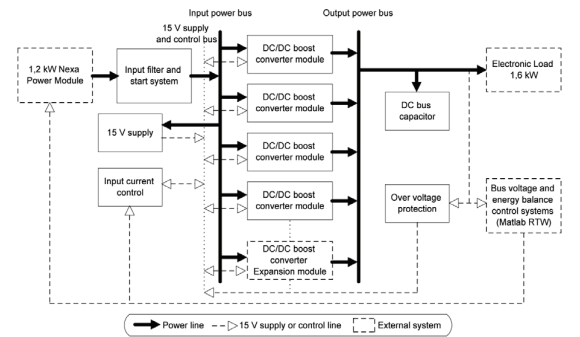 Input power bus
Output power bus
15 V supply
and control bus
1,2 kW Nexa
Power Module
Input filter and
start system
DC/DC boost
converter module
Electronic Load
1,6 kW
DC/DC boost
converter module
DC bus
capacitor
15 V supply
DC/DC boost
converter module
Input current
control
DC/DC boost
converter module
Over voltage
protection
Bus voltage and
energy balance
control systems
(Matlab RTW)
DC/DC boost
converter
Expansion module
Power line
15 V supply or control line
External system